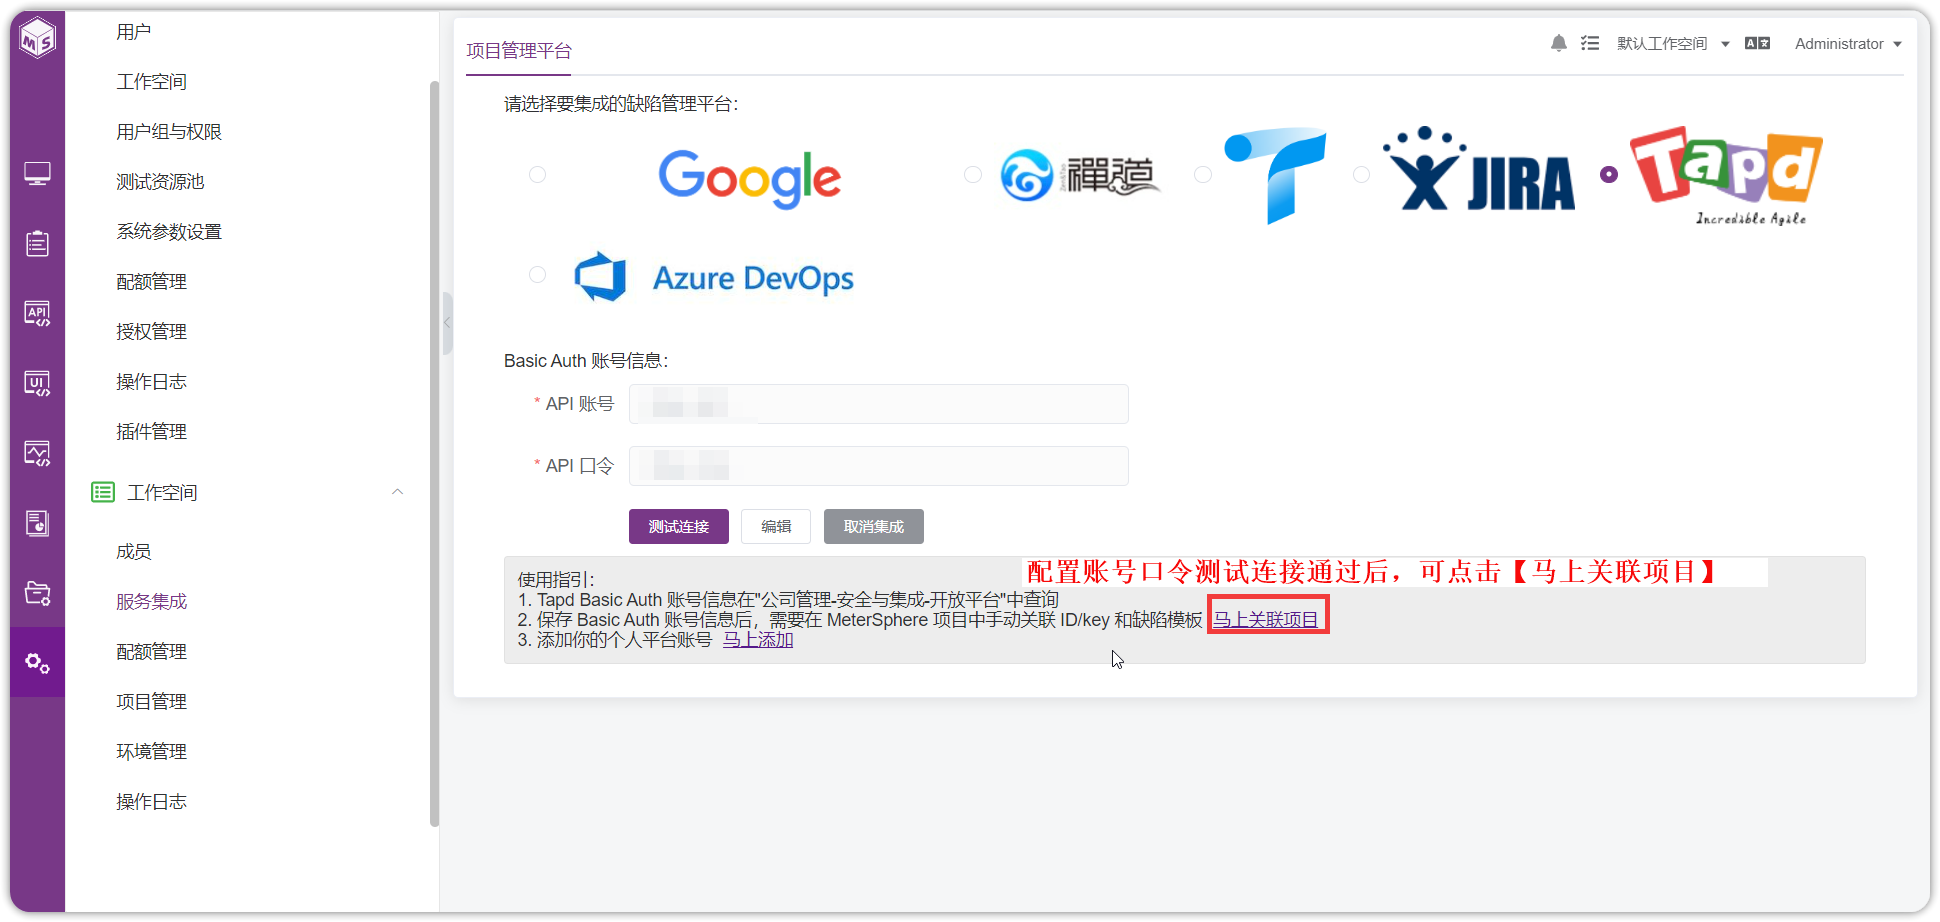 MS
用户
工作空间
用户组与权限
测试资源池
系统参数设置
配额管理
授权管理
操作日志
插件管理
工作空间
成员
服务集成
配额管理
项目管理
环境管理
操作日志
API
UI
项目管理平台
默认工作空间
Administrator
请选择要集成的缺陷管理平台：
Google
禪道
JIRA
Tapd
Incredible Agile
Azure DevOps
Basic Auth 账号信息：
* API 账号
* API 口令
测试连接
编辑
取消集成
配置账号口令测试连接通过后，可点击【马上关联项目】
使用指引：
1. Tapd Basic Auth 账号信息在"公司管理-安全与集成-开放平台"中查询
2. 保存 Basic Auth 账号信息后，需要在 MeterSphere 项目中手动关联 ID/key 和缺陷模板 马上关联项目
3. 添加你的个人平台账号 马上添加